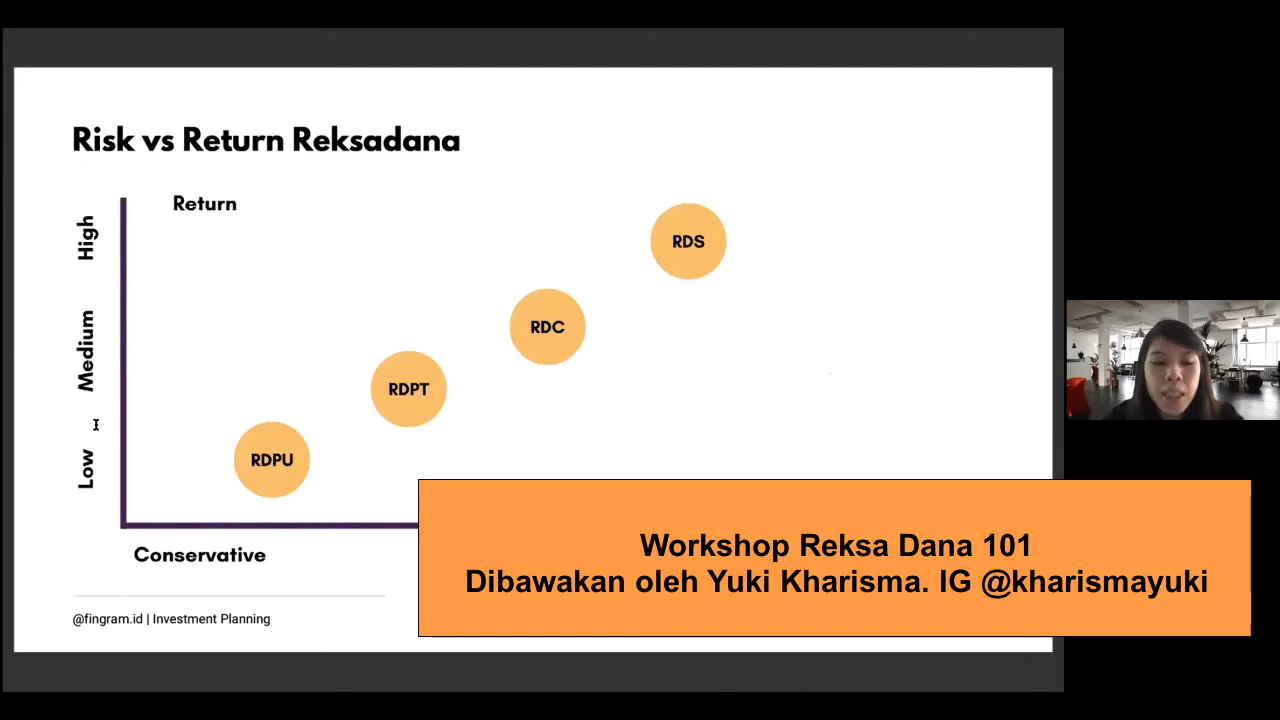 Risk vs Return Reksadana
Return
High
Medium
Low
RDS
RDC
RDPT
RDPU
Conservative
@fingram.id | Investment Planning
Workshop Reksa Dana 101
Dibawakan oleh Yuki Kharisma. IG @kharismayuki